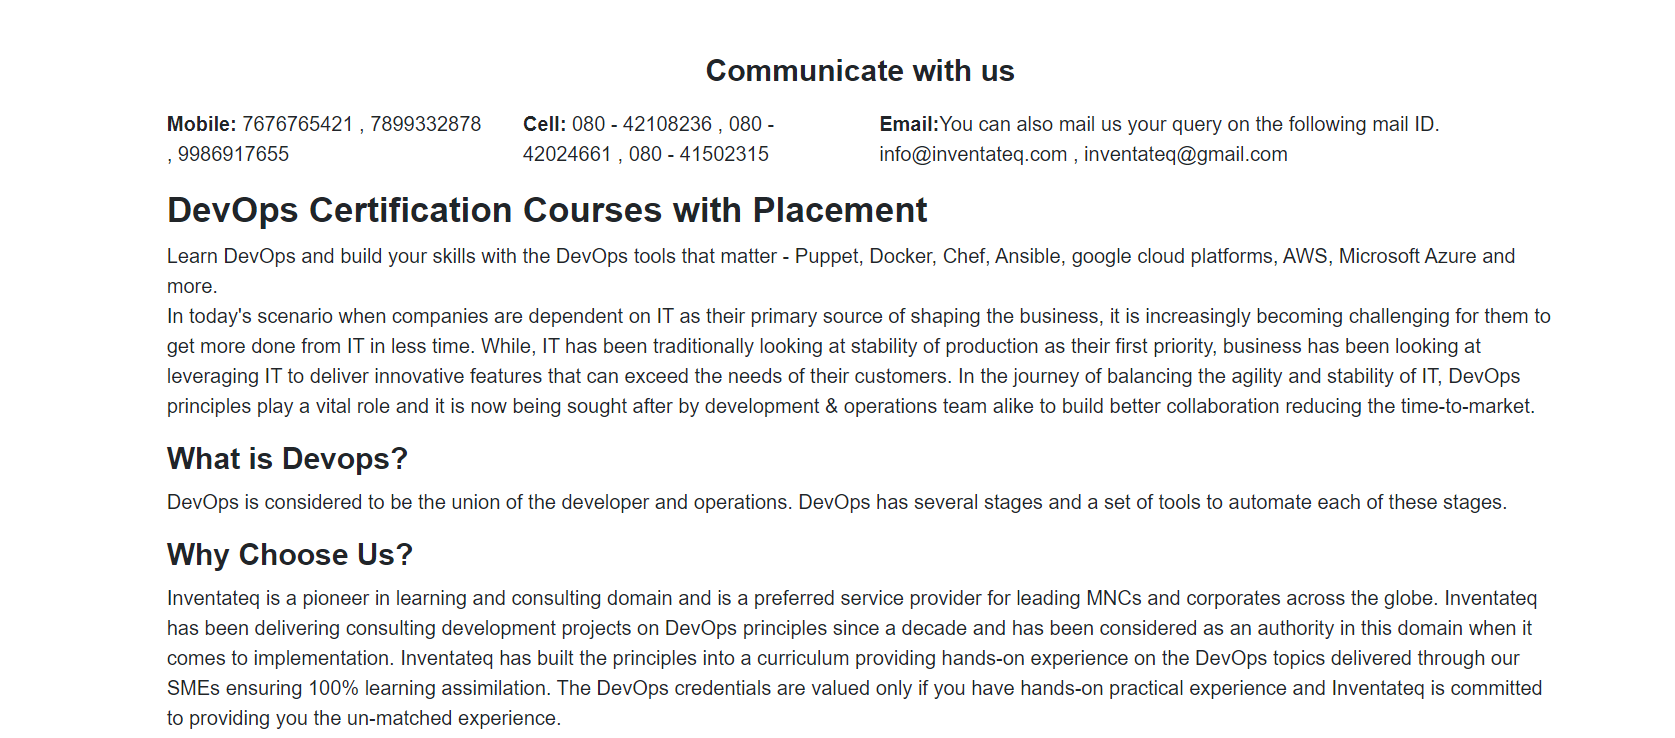 Communicate with us
Mobile: 7676765421 , 7899332878
, 9986917655
Cell: 080 - 42108236 , 080 -
42024661 , 080 - 41502315
Email:You can also mail us your query on the following mail ID.
info@inventateq.com , inventateq@gmail.com
DevOps Certification Courses with Placement
Learn DevOps and build your skills with the DevOps tools that matter - Puppet, Docker, Chef, Ansible, google cloud platforms, AWS, Microsoft Azure and
more.
In today's scenario when companies are dependent on IT as their primary source of shaping the business, it is increasingly becoming challenging for them to
get more done from IT in less time. While, IT has been traditionally looking at stability of production as their first priority, business has been looking at
leveraging IT to deliver innovative features that can exceed the needs of their customers. In the journey of balancing the agility and stability of IT, DevOps
principles play a vital role and it is now being sought after by development & operations team alike to build better collaboration reducing the time-to-market.
What is Devops?
DevOps is considered to be the union of the developer and operations. DevOps has several stages and a set of tools to automate each of these stages.
Why Choose Us?
Inventateq is a pioneer in learning and consulting domain and is a preferred service provider for leading MNCs and corporates across the globe. Inventateq
has been delivering consulting development projects on DevOps principles since a decade and has been considered as an authority in this domain when it
comes to implementation. Inventateq has built the principles into a curriculum providing hands-on experience on the DevOps topics delivered through our
SMEs ensuring 100% learning assimilation. The DevOps credentials are valued only if you have hands-on practical experience and Inventateq is committed
to providing you the un-matched experience.